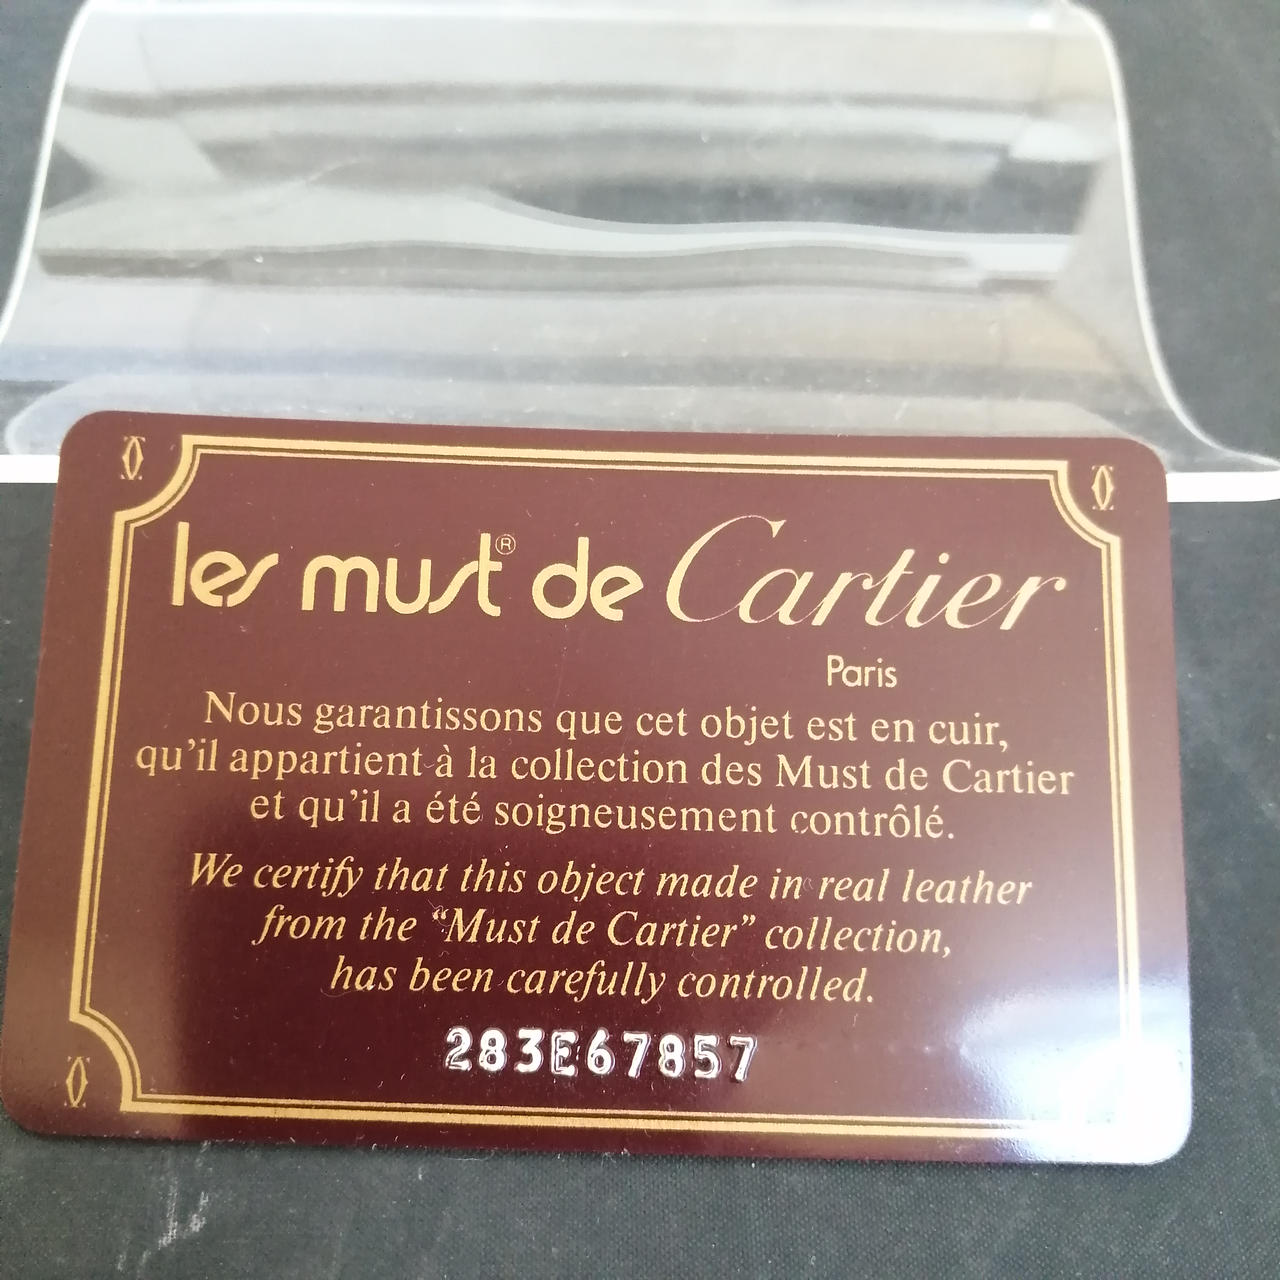 les must® de Cartier
Paris
Nous garantissons que cet objet est en cuir,
qu'il appartient à la collection des Must de Cartier
et qu'il a été soigneusement contrôlé.
We certify that this object made in real leather
from the “Must de Cartier” collection,
has been carefully controlled.
283E67857